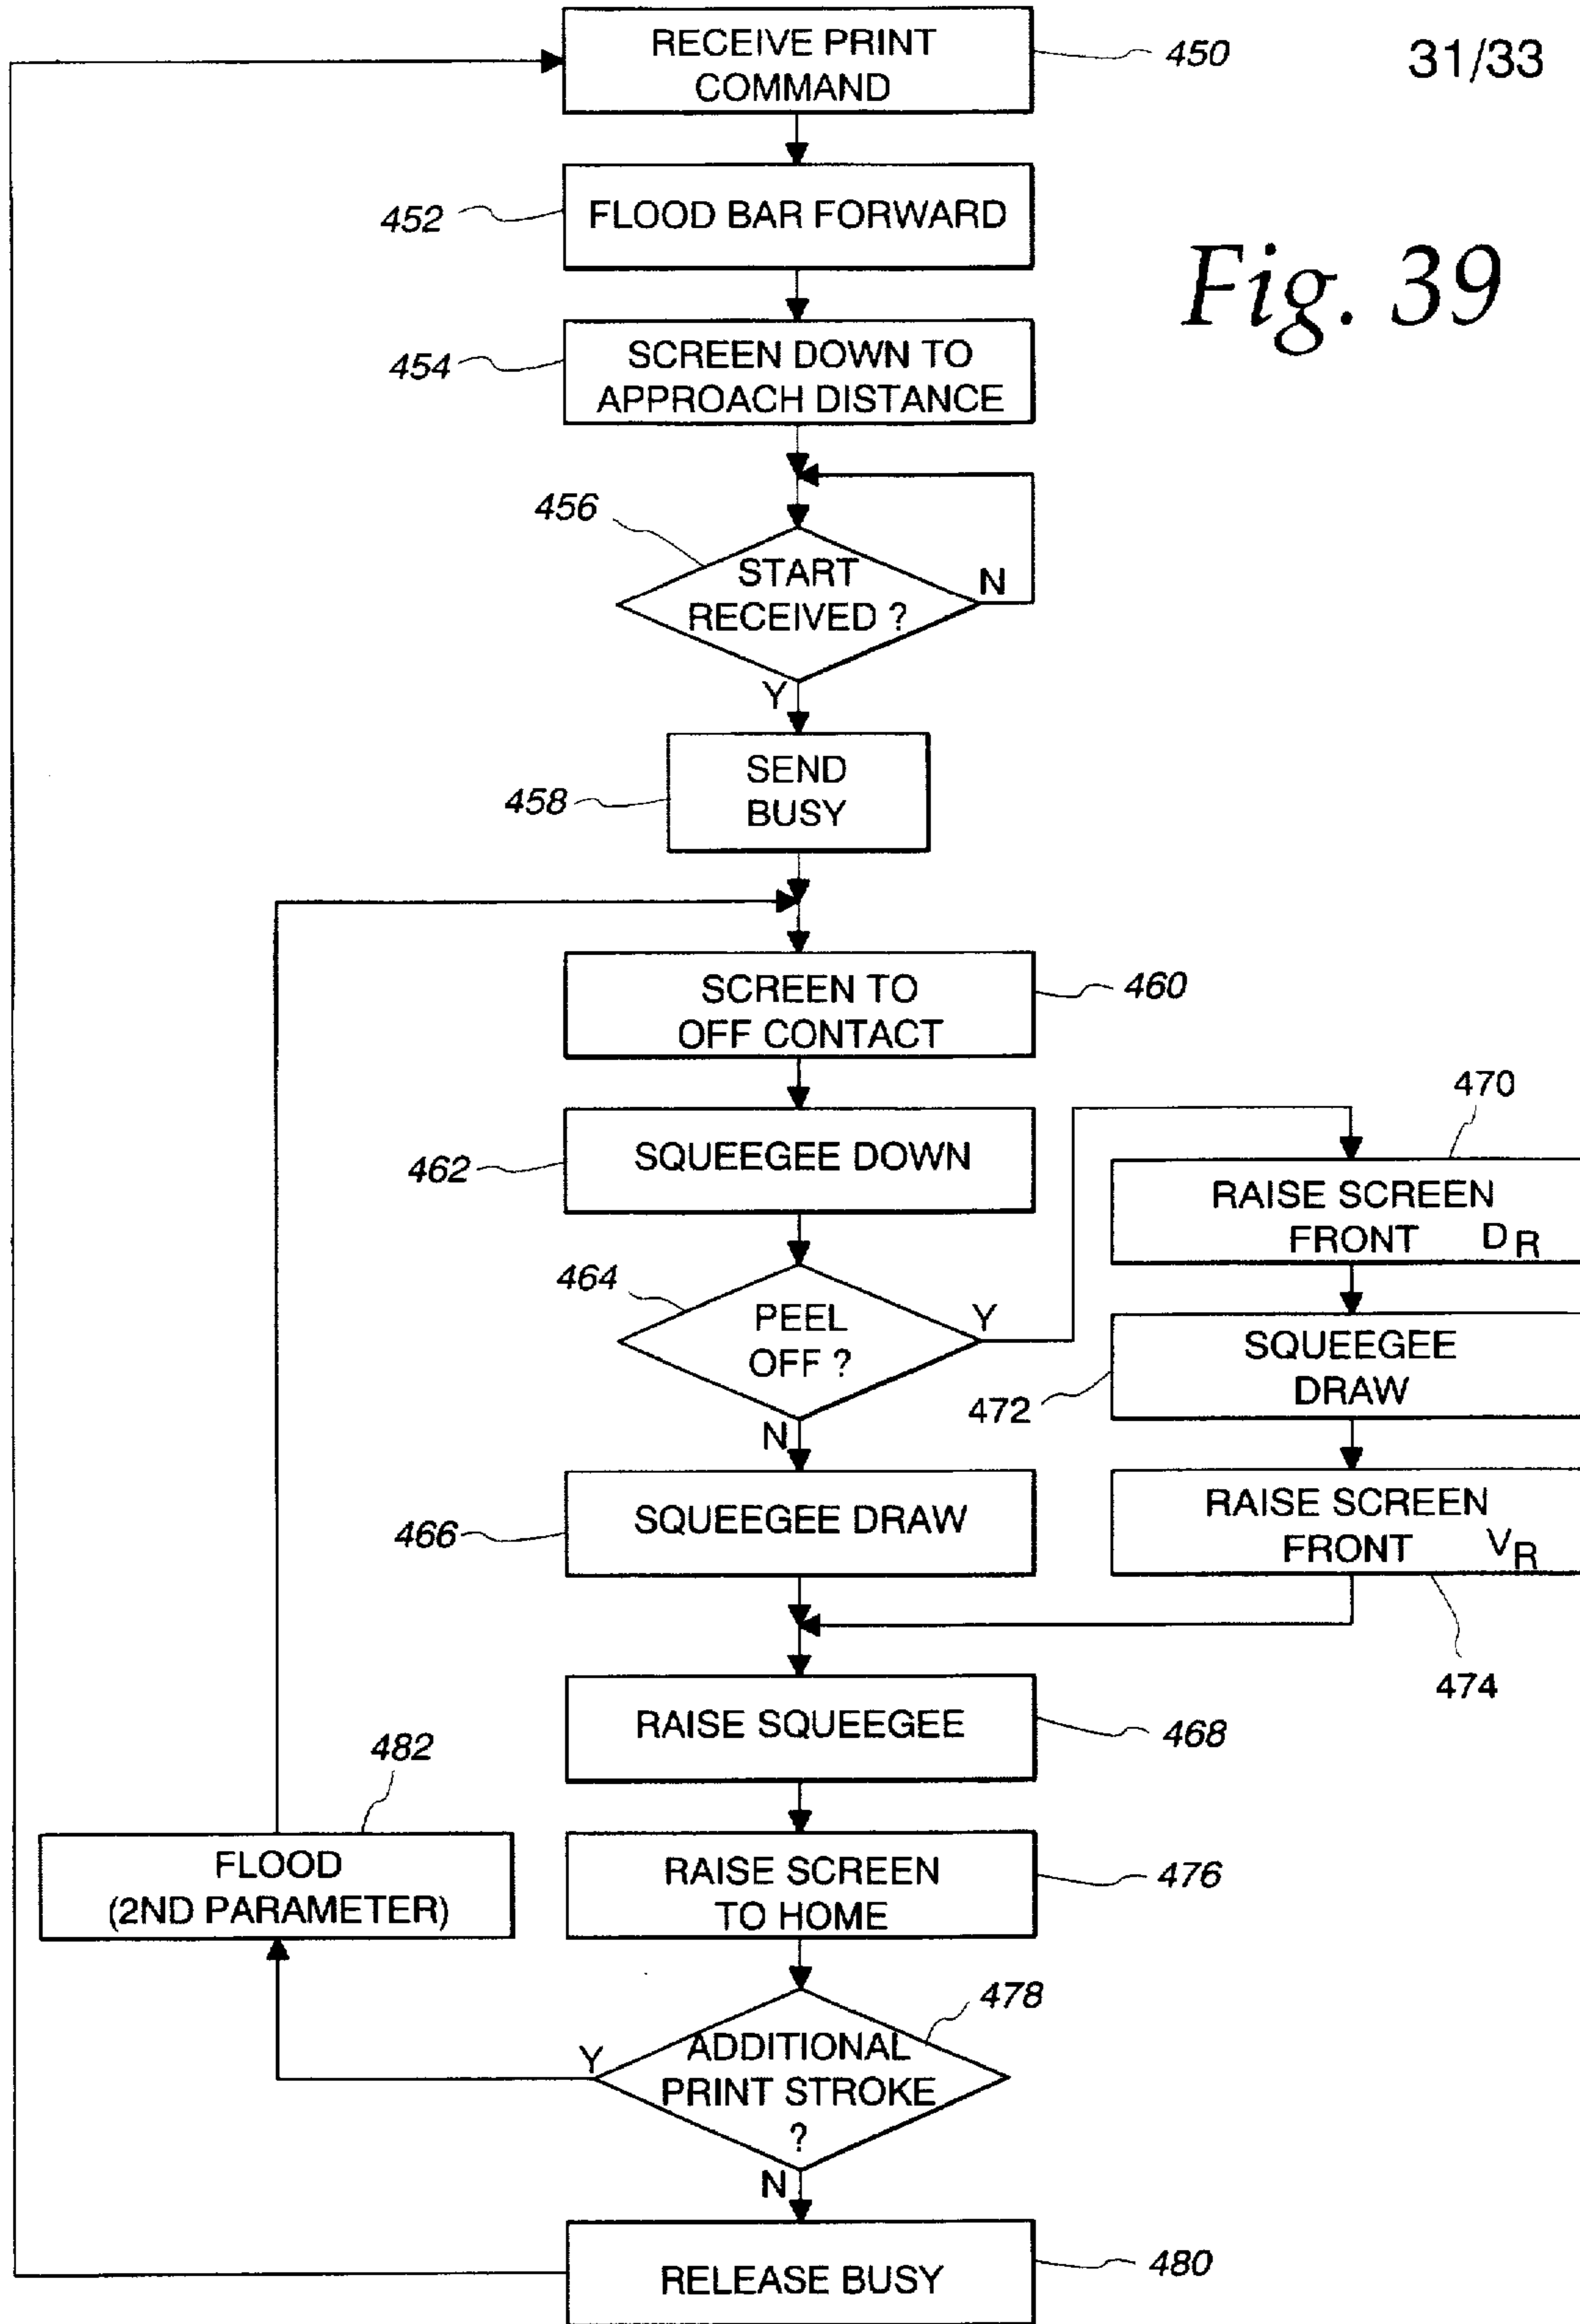 31/33
Fig. 39
RECEIVE PRINT
COMMAND
450
FLOOD BAR FORWARD
452
SCREEN DOWN TO
APPROACH DISTANCE
454
START
RECEIVED ?
456
N
Y
SEND
BUSY
458
SCREEN TO
OFF CONTACT
460
SQUEEGEE DOWN
462
PEEL
OFF ?
464
Y
N
RAISE SCREEN
FRONT DR
470
SQUEEGEE
DRAW
472
RAISE SCREEN
FRONT VR
474
SQUEEGEE DRAW
466
RAISE SQUEEGEE
468
RAISE SCREEN
TO HOME
476
ADDITIONAL
PRINT STROKE
?
478
Y
N
FLOOD
(2ND PARAMETER)
482
RELEASE BUSY
480